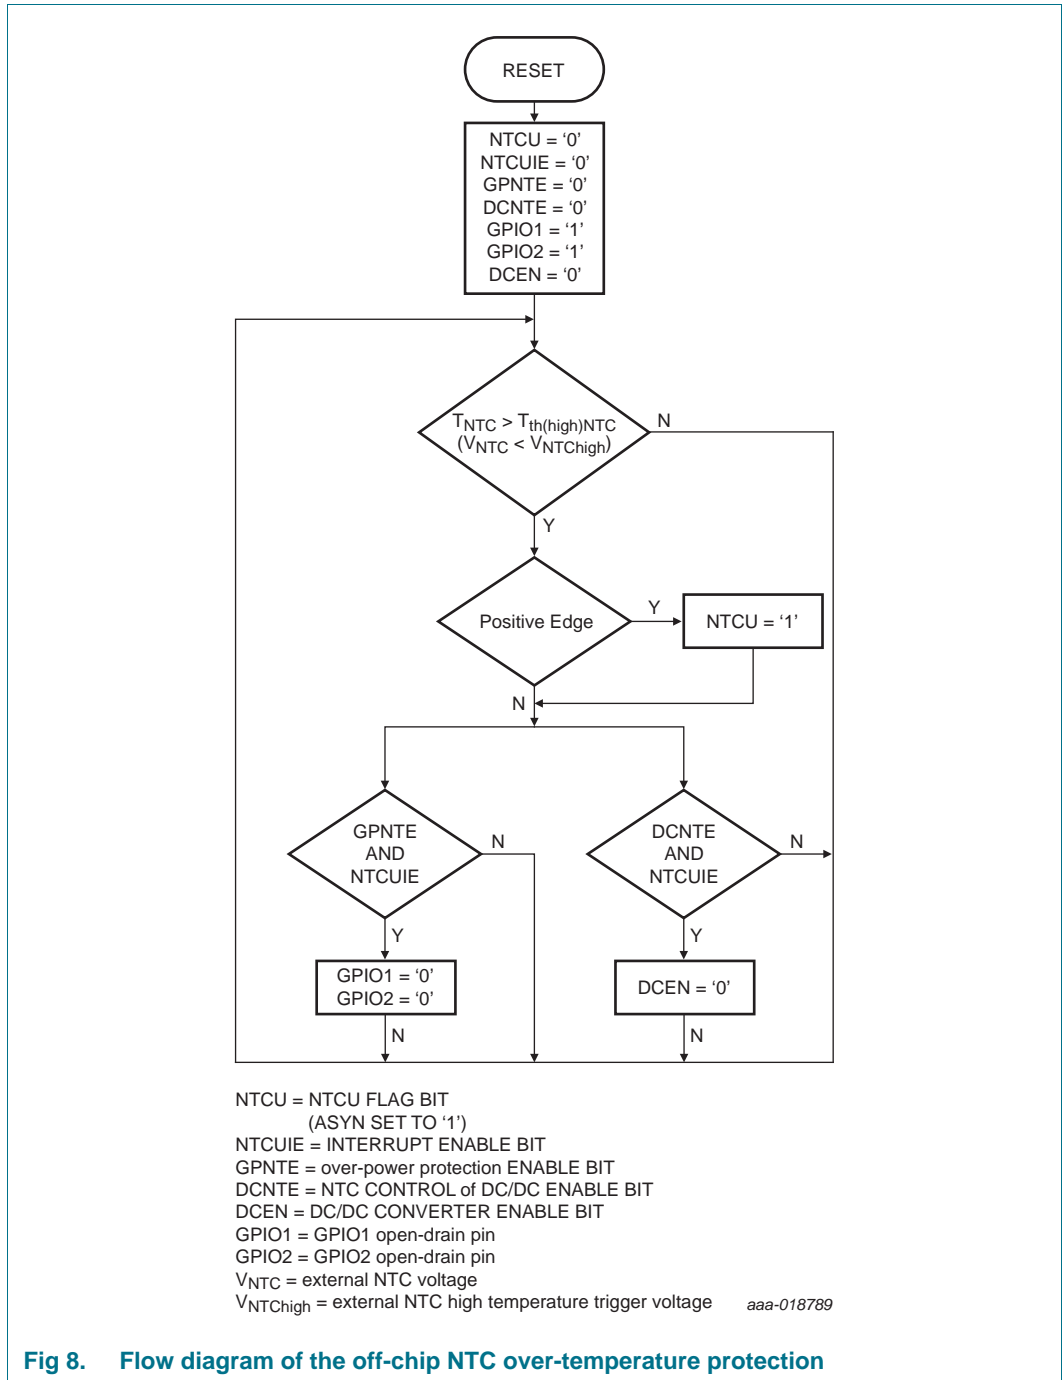 RESET
NTCU = ‘0’
NTCUIE = ‘0’
GPNTE = ‘0’
DCNTE = ‘0’
GPIO1 = ‘1’
GPIO2 = ‘1’
DCEN = ‘0’
TNTC > Tth(high)NTC
(VNTC < VNTChigh)
N
Y
Positive Edge
Y
NTCU = ‘1’
N
GPNTE
AND
NTCUIE
N
DCNTE
AND
NTCUIE
N
Y
Y
GPIO1 = ‘0’
GPIO2 = ‘0’
DCEN = ‘0’
N
N
NTCU = NTCU FLAG BIT
(ASYN SET TO ‘1’)
NTCUIE = INTERRUPT ENABLE BIT
GPNTE = over-power protection ENABLE BIT
DCNTE = NTC CONTROL of DC/DC ENABLE BIT
DCEN = DC/DC CONVERTER ENABLE BIT
GPIO1 = GPIO1 open-drain pin
GPIO2 = GPIO2 open-drain pin
VNTC = external NTC voltage
VNTChigh = external NTC high temperature trigger voltage aaa-018789
Fig 8. Flow diagram of the off-chip NTC over-temperature protection